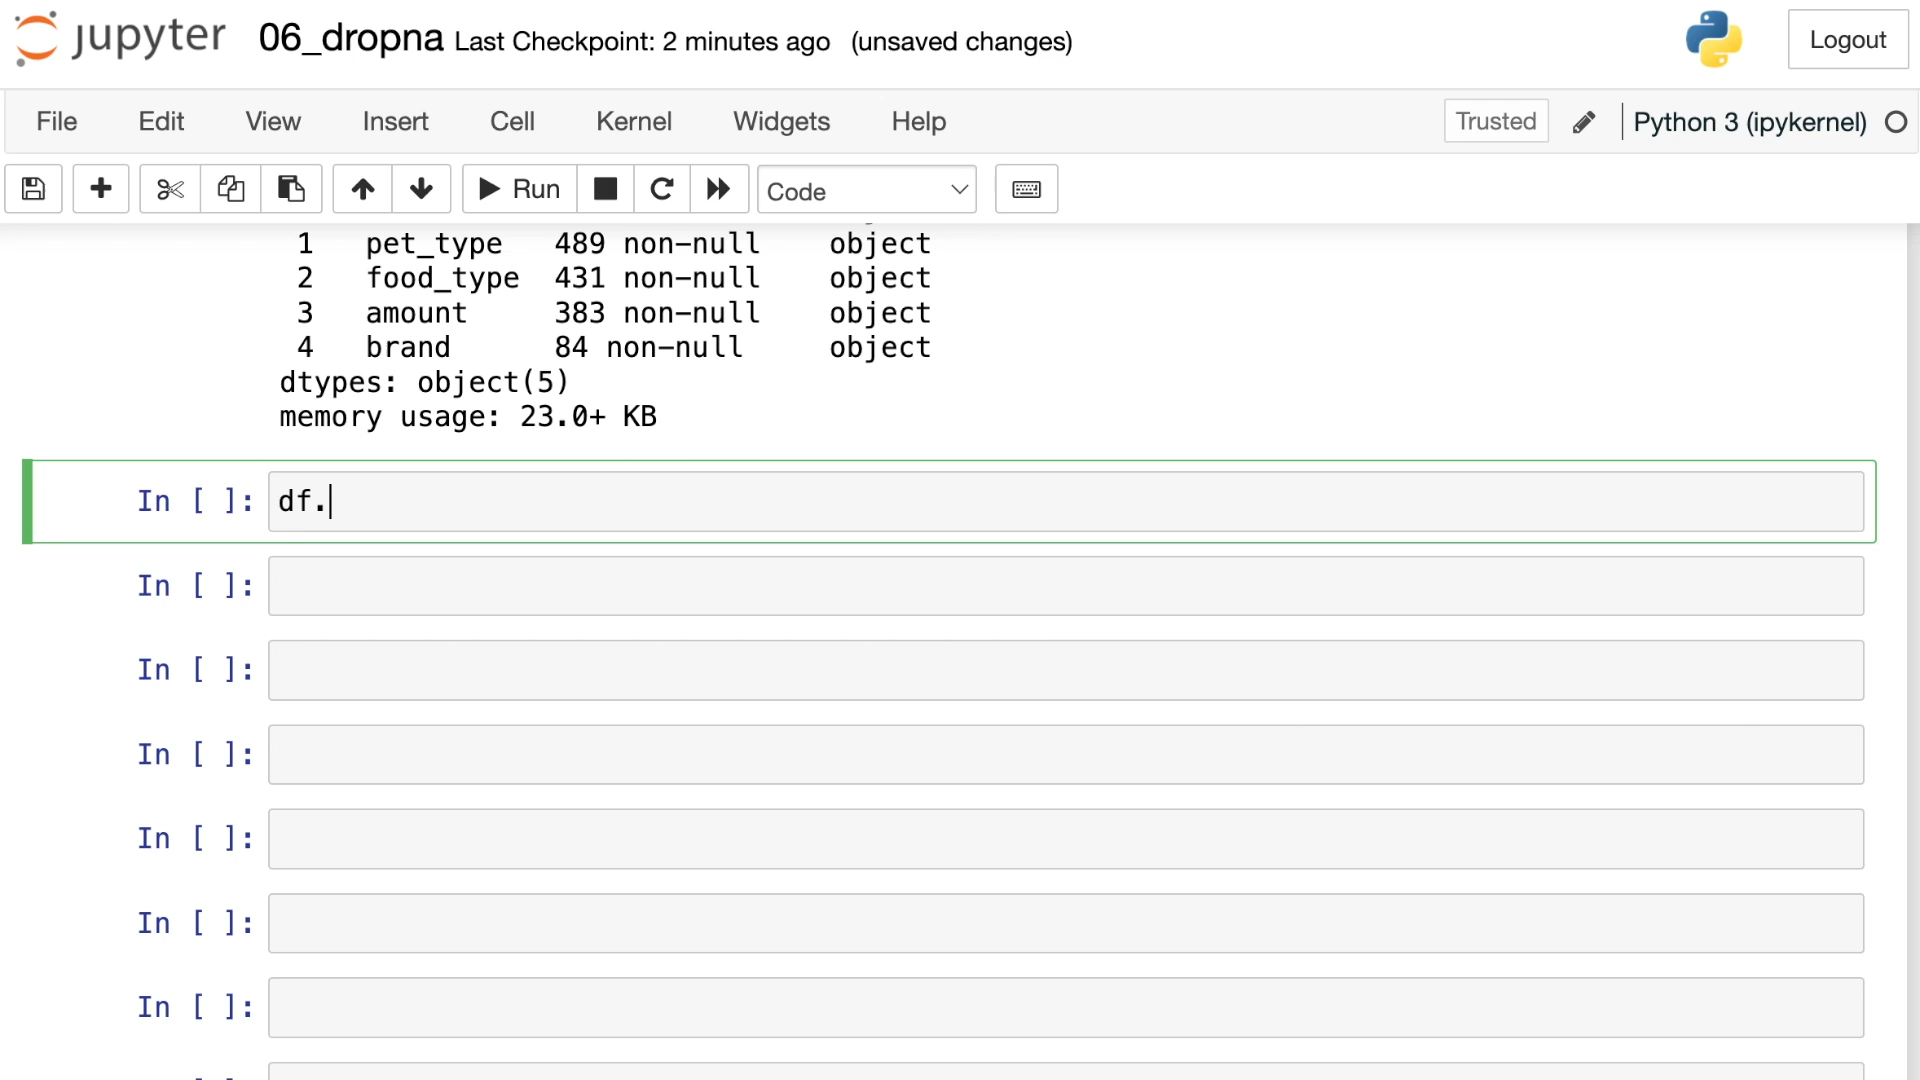 jupyter 06_dropna Last Checkpoint: 2 minutes ago (unsaved changes) Logout
File Edit View Insert Cell Kernel Widgets Help Trusted Python 3 (ipykernel)
Run Code
1 pet_type 489 non-null object
2 food_type 431 non-null object
3 amount 383 non-null object
4 brand 84 non-null object
dtypes: object(5)
memory usage: 23.0+ KB
In [ ]: df.
In [ ]:
In [ ]:
In [ ]:
In [ ]:
In [ ]:
In [ ]: